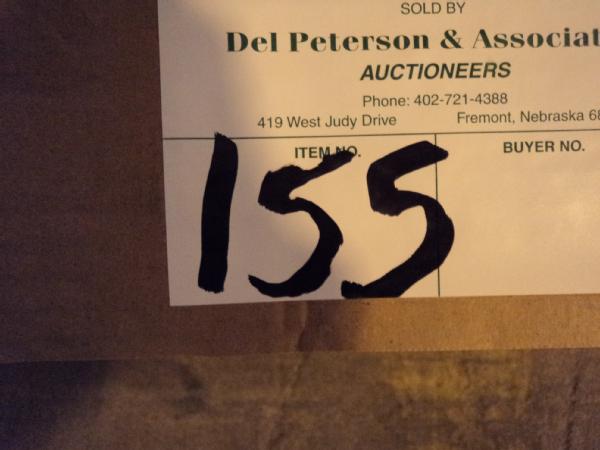 SOLD BY
Del Peterson & Associat
AUCTIONEERS
Phone: 402-721-4388
419 West Judy Drive Fremont, Nebraska 68
ITEM NO. BUYER NO.
155